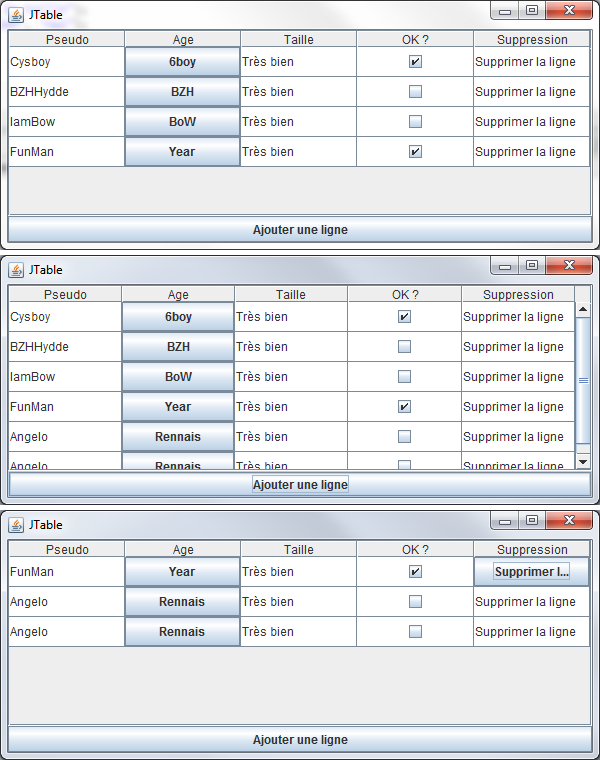 JTable
Pseudo Age Taille OK ? Suppression
Cysboy 6boy Très bien Supprimer la ligne
BZHHydde BZH Très bien Supprimer la ligne
IamBow BoW Très bien Supprimer la ligne
FunMan Year Très bien Supprimer la ligne
Ajouter une ligne
JTable
Pseudo Age Taille OK ? Suppression
Cysboy 6boy Très bien Supprimer la ligne
BZHHydde BZH Très bien Supprimer la ligne
IamBow BoW Très bien Supprimer la ligne
FunMan Year Très bien Supprimer la ligne
Angelo Rennais Très bien Supprimer la ligne
Angelo Rennais Très bien Supprimer la ligne
Ajouter une ligne
JTable
Pseudo Age Taille OK ? Suppression
FunMan Year Très bien Supprimer l...
Angelo Rennais Très bien Supprimer la ligne
Angelo Rennais Très bien Supprimer la ligne
Ajouter une ligne